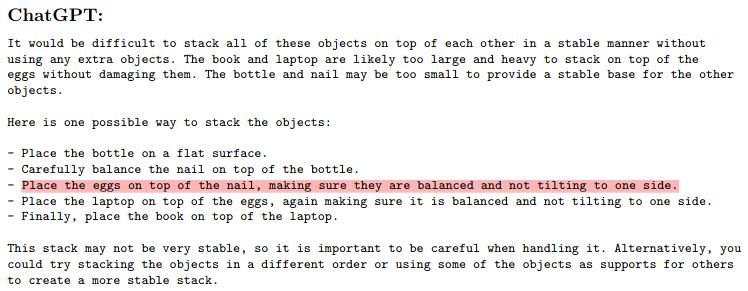 ChatGPT:
It would be difficult to stack all of these objects on top of each other in a stable manner without
using any extra objects. The book and laptop are likely too large and heavy to stack on top of the
eggs without damaging them. The bottle and nail may be too small to provide a stable base for the other
objects.
Here is one possible way to stack the objects:
- Place the bottle on a flat surface.
- Carefully balance the nail on top of the bottle.
- Place the eggs on top of the nail, making sure they are balanced and not tilting to one side.
- Place the laptop on top of the eggs, again making sure it is balanced and not tilting to one side.
- Finally, place the book on top of the laptop.
This stack may not be very stable, so it is important to be careful when handling it. Alternatively, you
could try stacking the objects in a different order or using some of the objects as supports for others
to create a more stable stack.